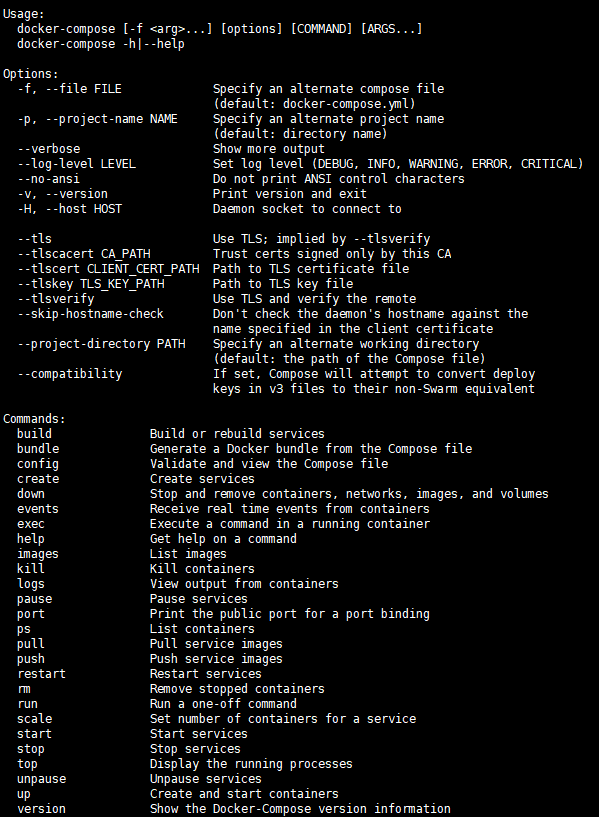 Usage:
  docker-compose [-f <arg>...] [options] [COMMAND] [ARGS...]
  docker-compose -h|--help

Options:
  -f, --file FILE             Specify an alternate compose file
                              (default: docker-compose.yml)
  -p, --project-name NAME     Specify an alternate project name
                              (default: directory name)
  --verbose                   Show more output
  --log-level LEVEL           Set log level (DEBUG, INFO, WARNING, ERROR, CRITICAL)
  --no-ansi                   Do not print ANSI control characters
  -v, --version               Print version and exit
  -H, --host HOST             Daemon socket to connect to

  --tls                       Use TLS; implied by --tlsverify
  --tlscacert CA_PATH         Trust certs signed only by this CA
  --tlscert CLIENT_CERT_PATH  Path to TLS certificate file
  --tlskey TLS_KEY_PATH       Path to TLS key file
  --tlsverify                 Use TLS and verify the remote
  --skip-hostname-check       Don't check the daemon's hostname against the
                              name specified in the client certificate
  --project-directory PATH    Specify an alternate working directory
                              (default: the path of the Compose file)
  --compatibility             If set, Compose will attempt to convert deploy
                              keys in v3 files to their non-Swarm equivalent

Commands:
  build              Build or rebuild services
  bundle             Generate a Docker bundle from the Compose file
  config             Validate and view the Compose file
  create             Create services
  down               Stop and remove containers, networks, images, and volumes
  events             Receive real time events from containers
  exec               Execute a command in a running container
  help               Get help on a command
  images             List images
  kill               Kill containers
  logs               View output from containers
  pause              Pause services
  port               Print the public port for a port binding
  ps                 List containers
  pull               Pull service images
  push               Push service images
  restart            Restart services
  rm                 Remove stopped containers
  run                Run a one-off command
  scale              Set number of containers for a service
  start              Start services
  stop               Stop services
  top                Display the running processes
  unpause            Unpause services
  up                 Create and start containers
  version            Show the Docker-Compose version information